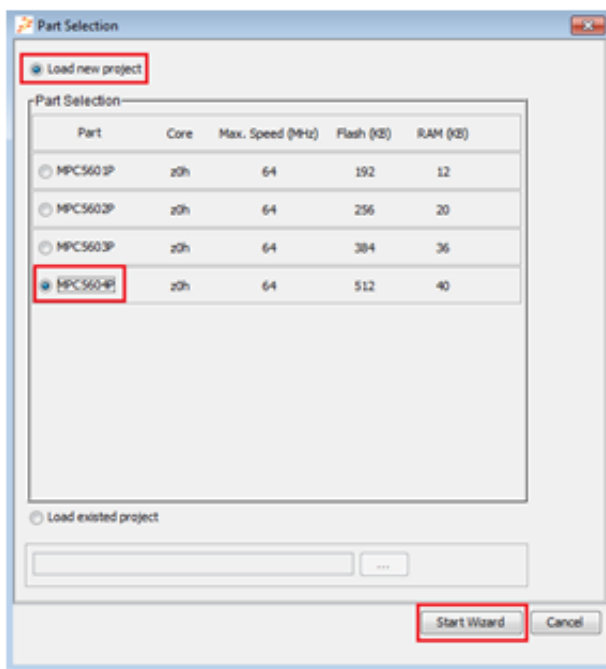 Part Selection
Load new project
Part Selection
Part Core Max. Speed (MHz) Flash (KB) RAM (KB)
MPC5601P z0h 64 192 12
MPC5602P z0h 64 256 20
MPC5603P z0h 64 384 36
MPC5604P z0h 64 512 40
Load existed project
...
Start Wizard Cancel